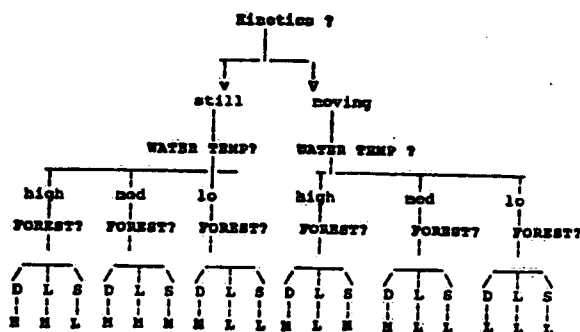 Kinetics ?
still moving
WATER TEMP? WATER TEMP ?
high mod lo high mod lo
FOREST? FOREST? FOREST? FOREST? FOREST? FOREST?
D L S D L S D L S D L S D L S D L S
L L L L L L L L L L